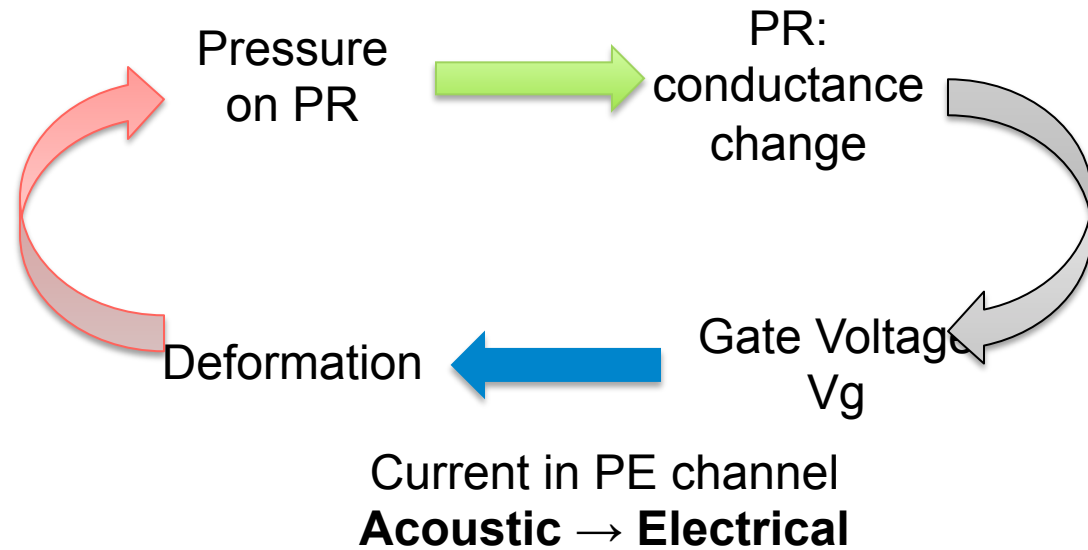 Pressure
on PR
PR:
conductance
change
Deformation
Gate Voltage
Vg
Current in PE channel
Acoustic → Electrical